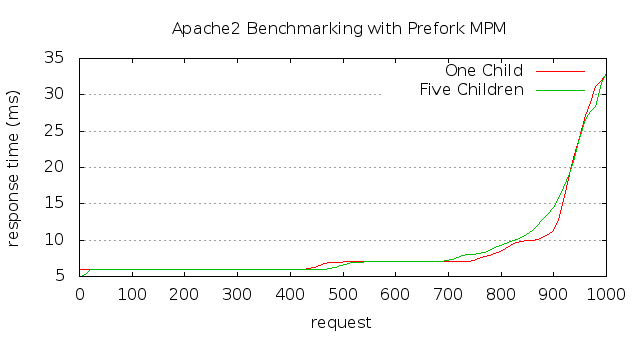 Apache2 Benchmarking with Prefork MPM
35
30
25
20
15
10
5
response time (ms)
One Child
Five Children
0 100 200 300 400 500 600 700 800 900 1000
request